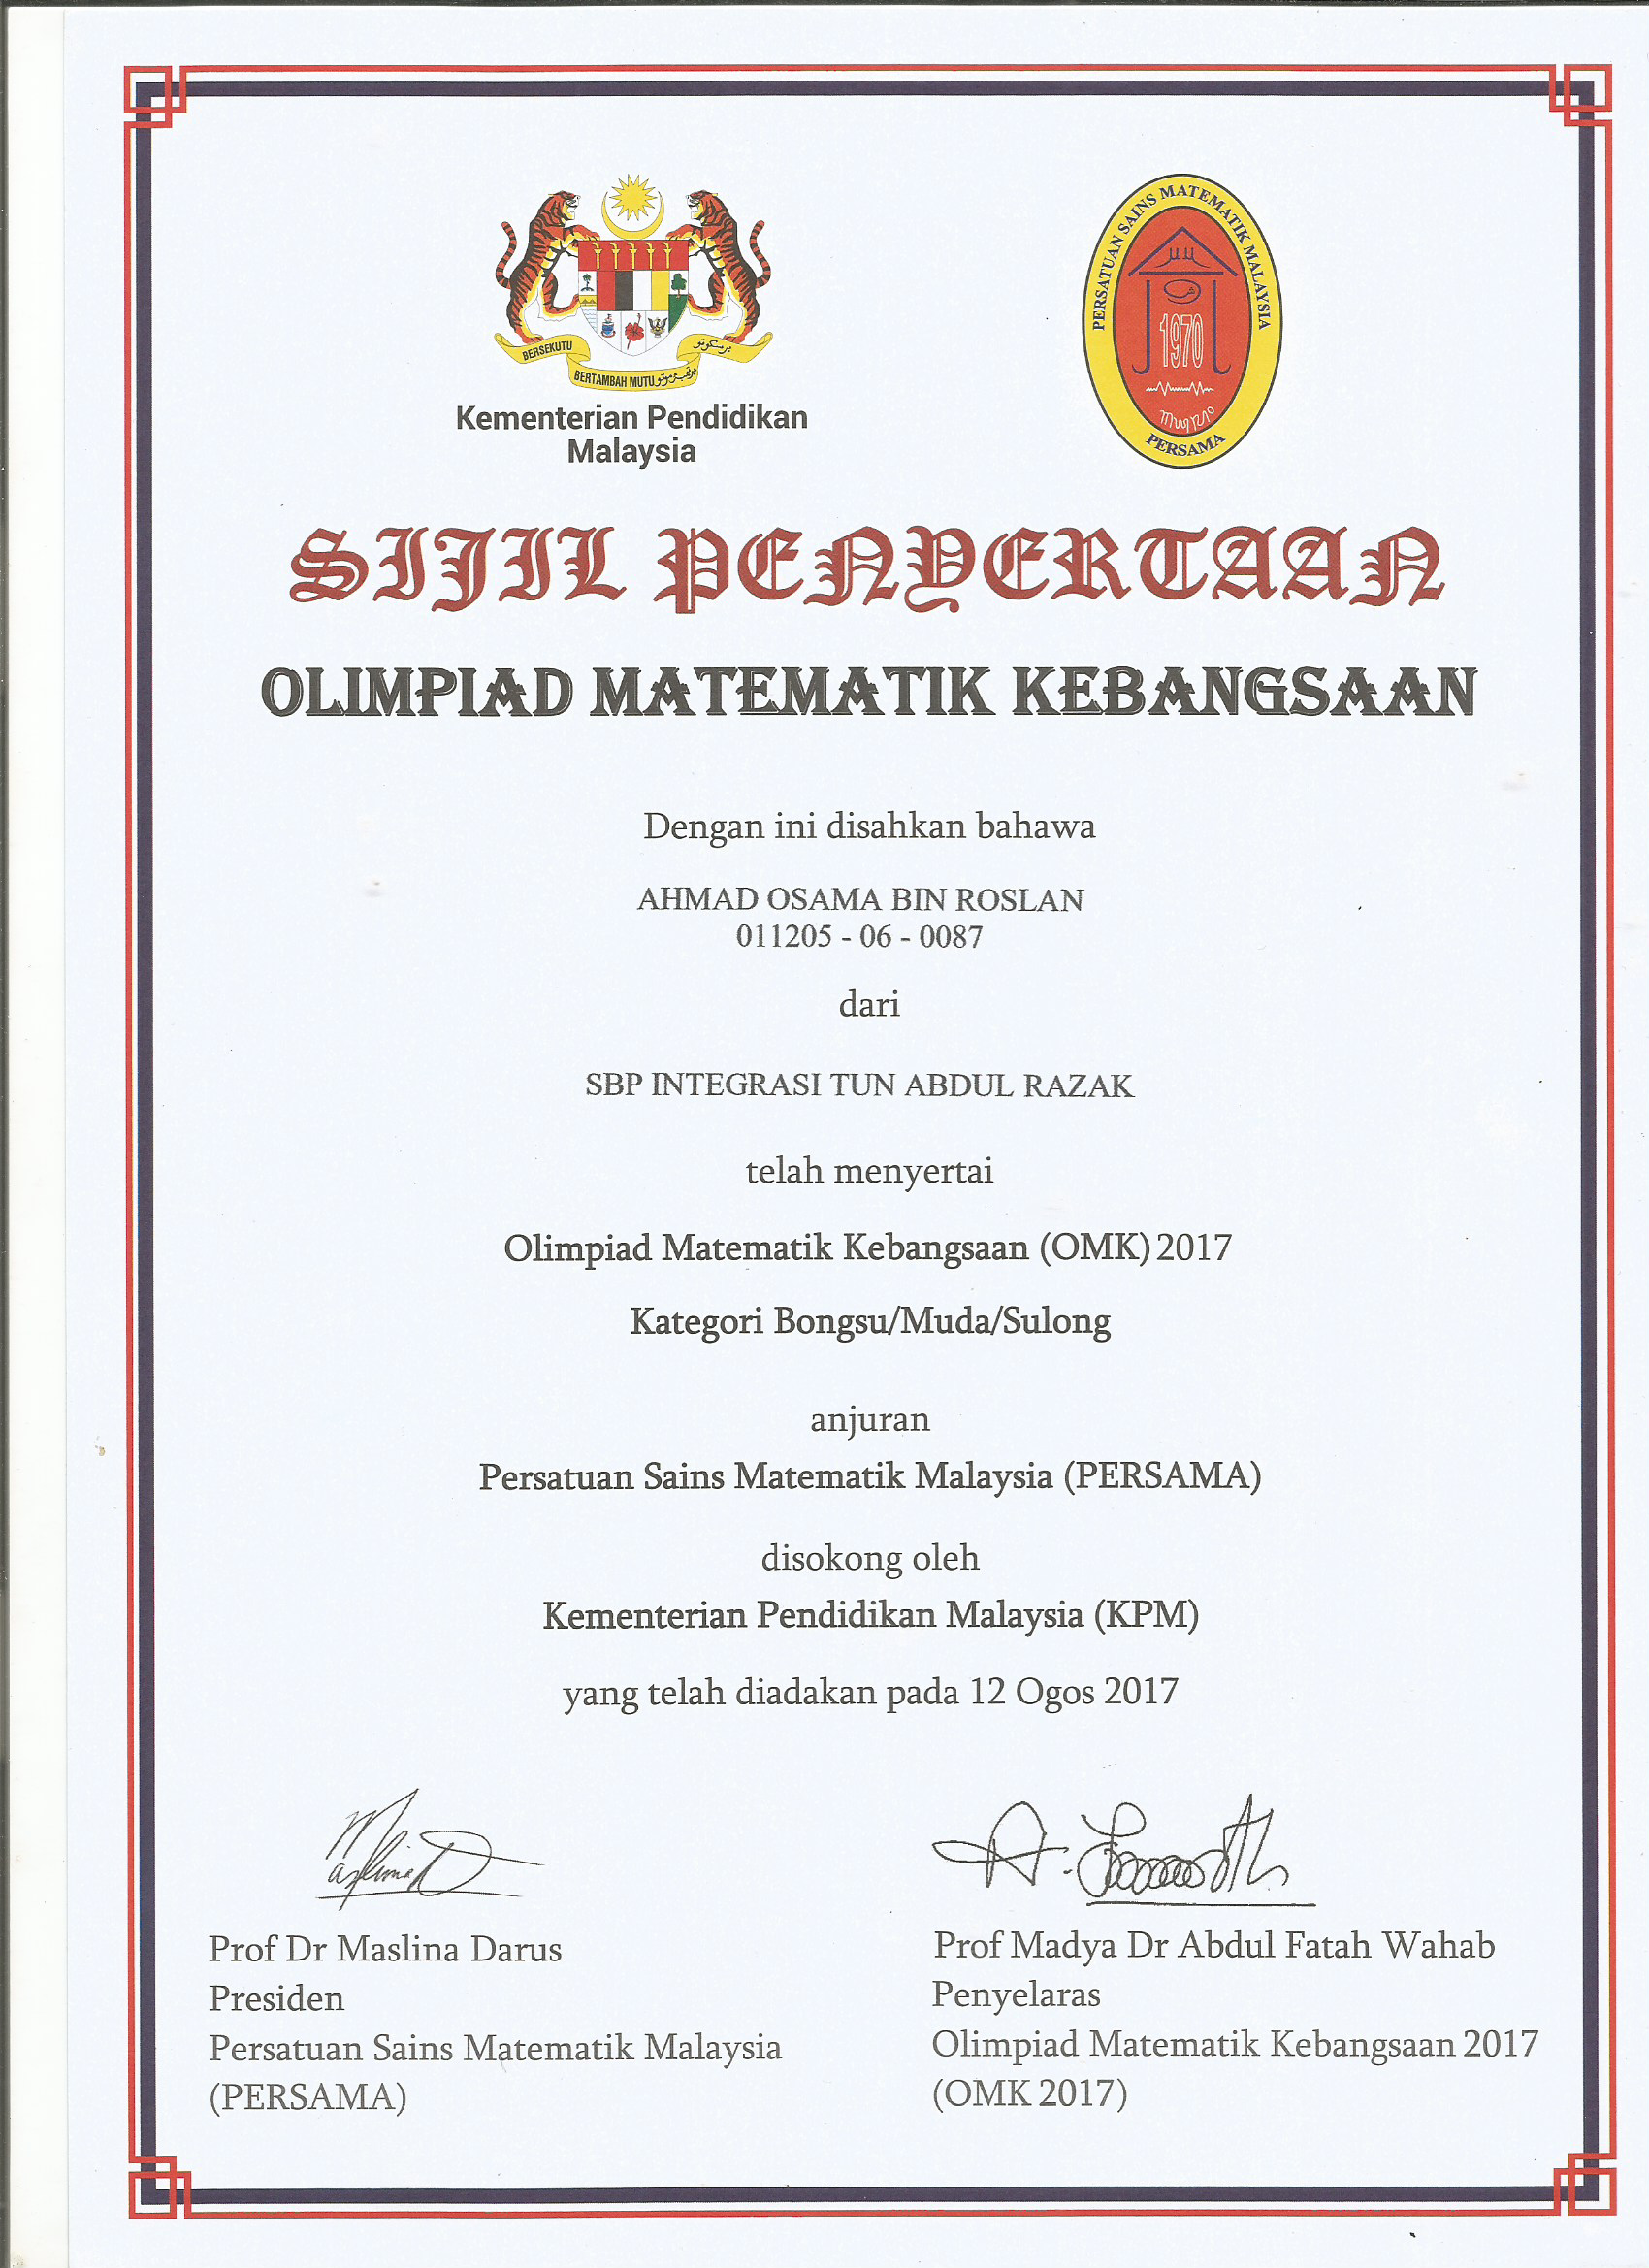 BERSEKUTU
برسكوتو
BERTAMBAH MUTU
Kementerian Pendidikan
Malaysia
PERSATUAN SAINS MATEMATIK MALAYSIA
1970
PERSAMA
SIJIL PENYERTAAN
OLIMPIAD MATEMATIK KEBANGSAAN
Dengan ini disahkan bahawa
AHMAD OSAMA BIN ROSLAN
011205 - 06 - 0087
dari
SBP INTEGRASI TUN ABDUL RAZAK
telah menyertai
Olimpiad Matematik Kebangsaan (OMK) 2017
Kategori Bongsu/Muda/Sulong
anjuran
Persatuan Sains Matematik Malaysia (PERSAMA)
disokong oleh
Kementerian Pendidikan Malaysia (KPM)
yang telah diadakan pada 12 Ogos 2017
Prof Dr Maslina Darus
Presiden
Persatuan Sains Matematik Malaysia
(PERSAMA)
Prof Madya Dr Abdul Fatah Wahab
Penyelaras
Olimpiad Matematik Kebangsaan 2017
(OMK 2017)